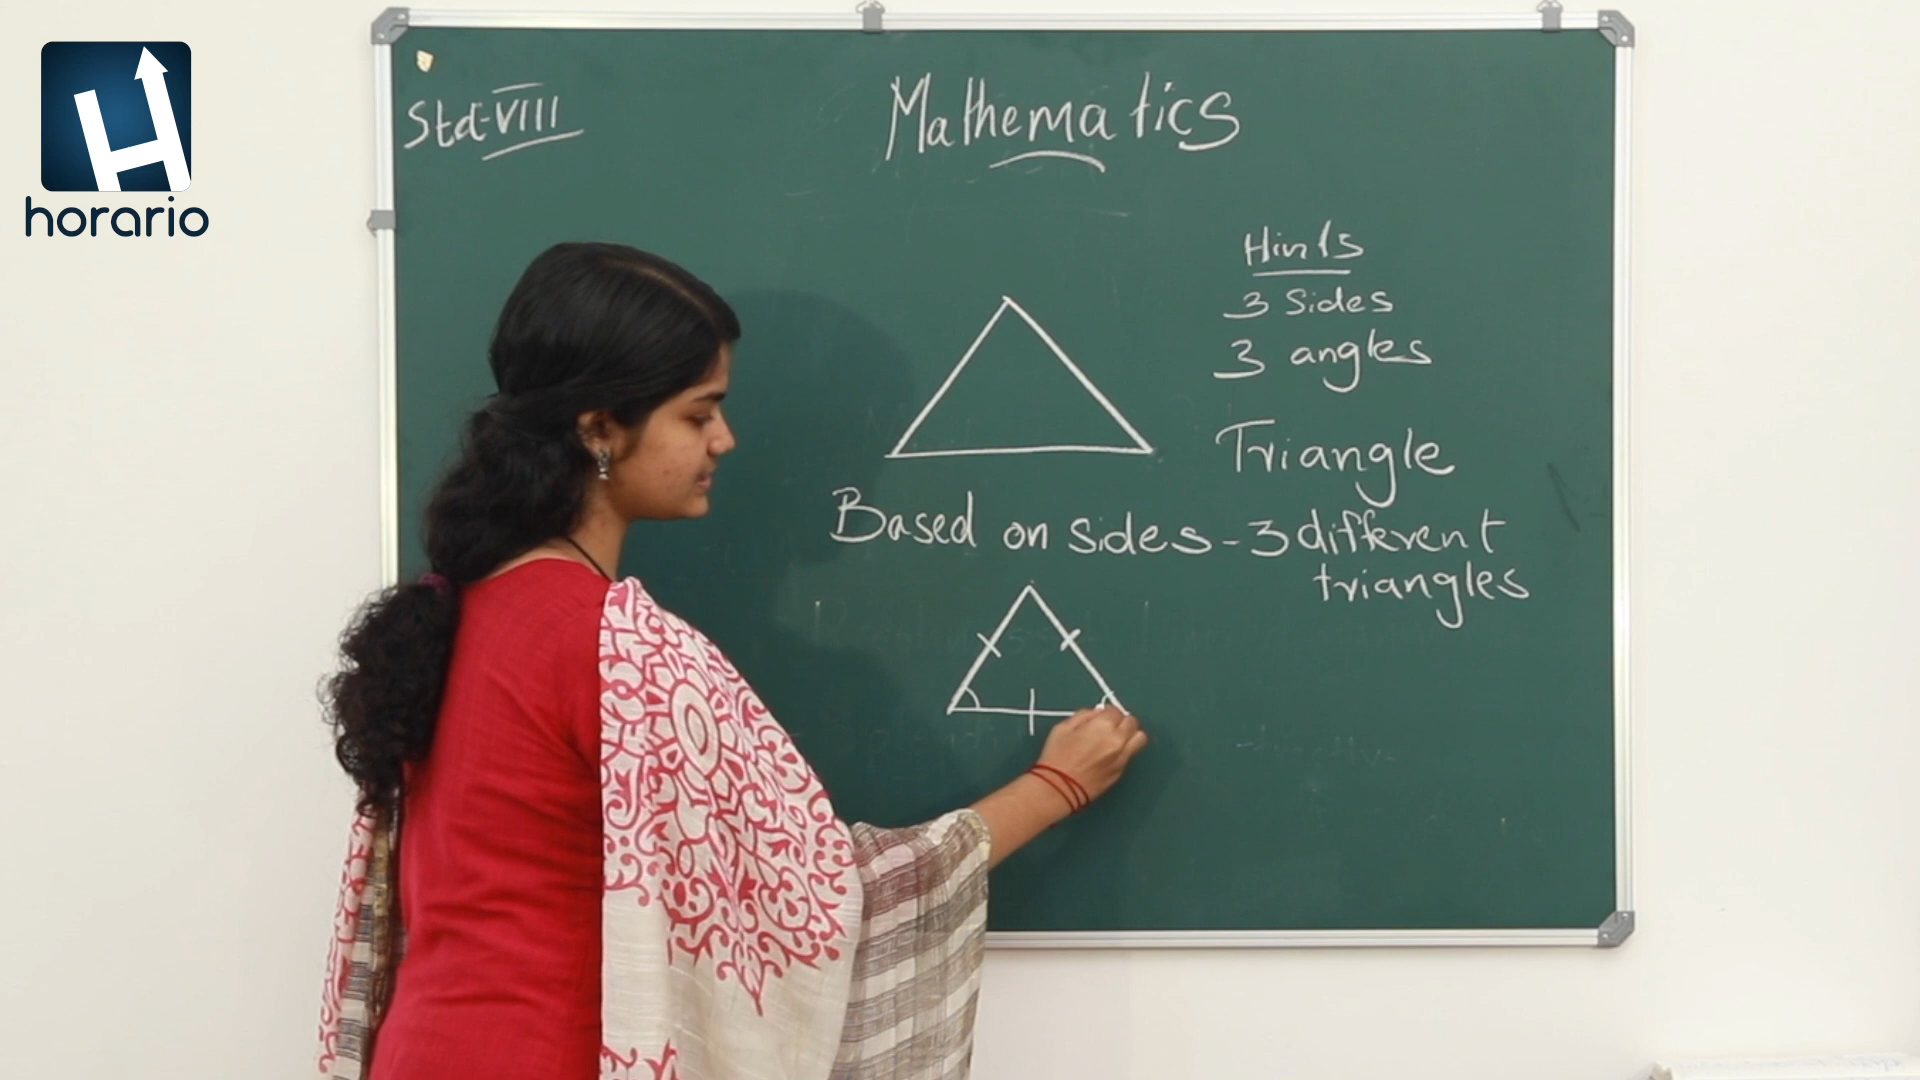 horario
Std-VIII
Mathematics
Hints
3 Sides
3 angles
Triangle
Based on sides - 3 different
triangles